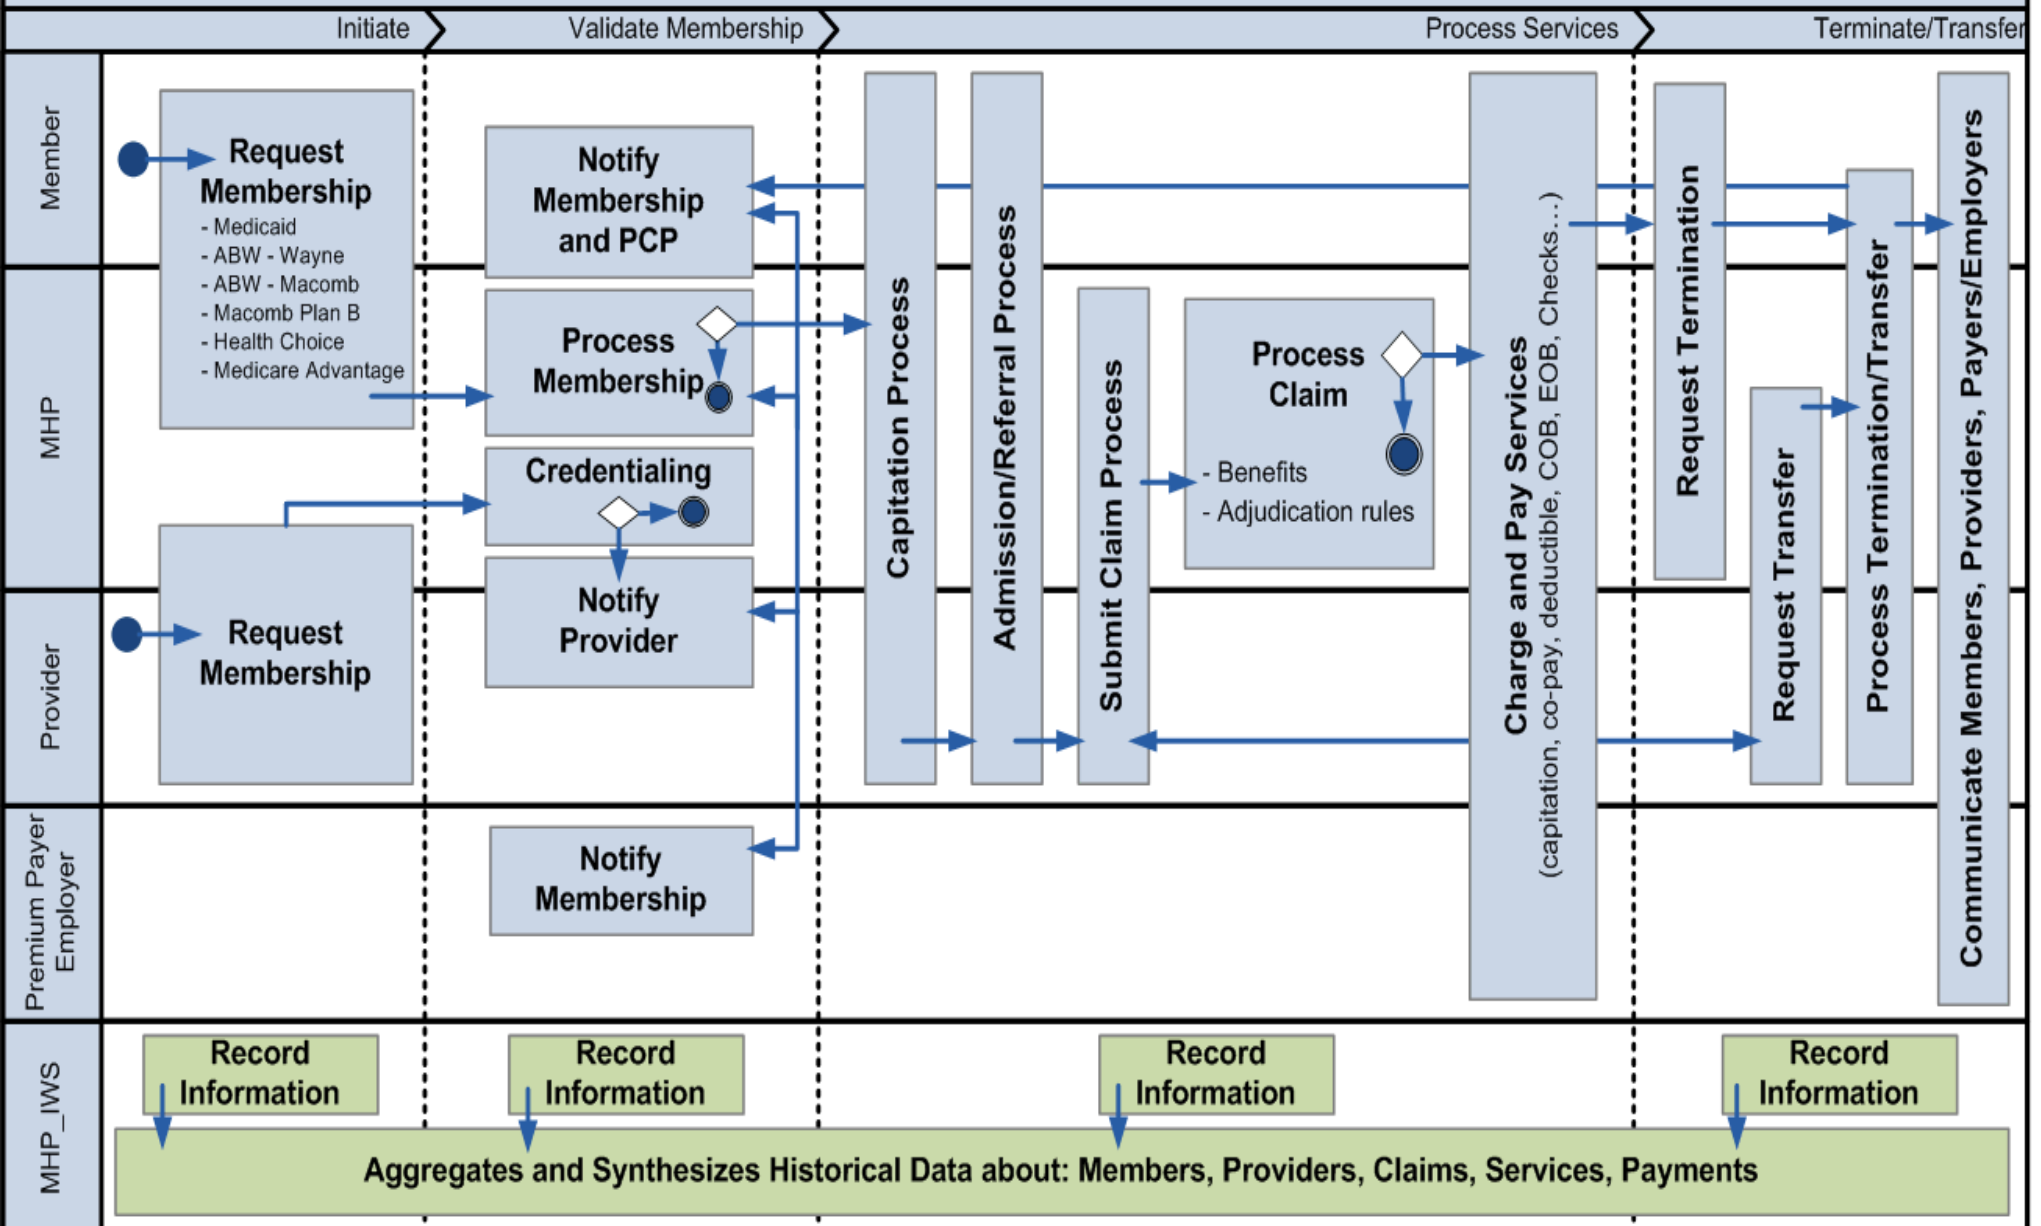 Initiate
Validate Membership
Process Services
Terminate/Transfer
Member
MHP
Provider
Premium Payer
Employer
MHP_IWS
Request
Membership
- Medicaid
- ABW - Wayne
- ABW - Macomb
- Macomb Plan B
- Health Choice
- Medicare Advantage
Request
Membership
Notify
Membership
and PCP
Process
Membership
Credentialing
Notify
Provider
Notify
Membership
Capitation Process
Admission/Referral Process
Submit Claim Process
Process
Claim
- Benefits
- Adjudication rules
Charge and Pay Services
(capitation, co-pay, deductible, COB, EOB, Checks...)
Request Termination
Request Transfer
Process Termination/Transfer
Communicate Members, Providers, Payers/Employers
Record
Information
Record
Information
Record
Information
Record
Information
Aggregates and Synthesizes Historical Data about: Members, Providers, Claims, Services, Payments